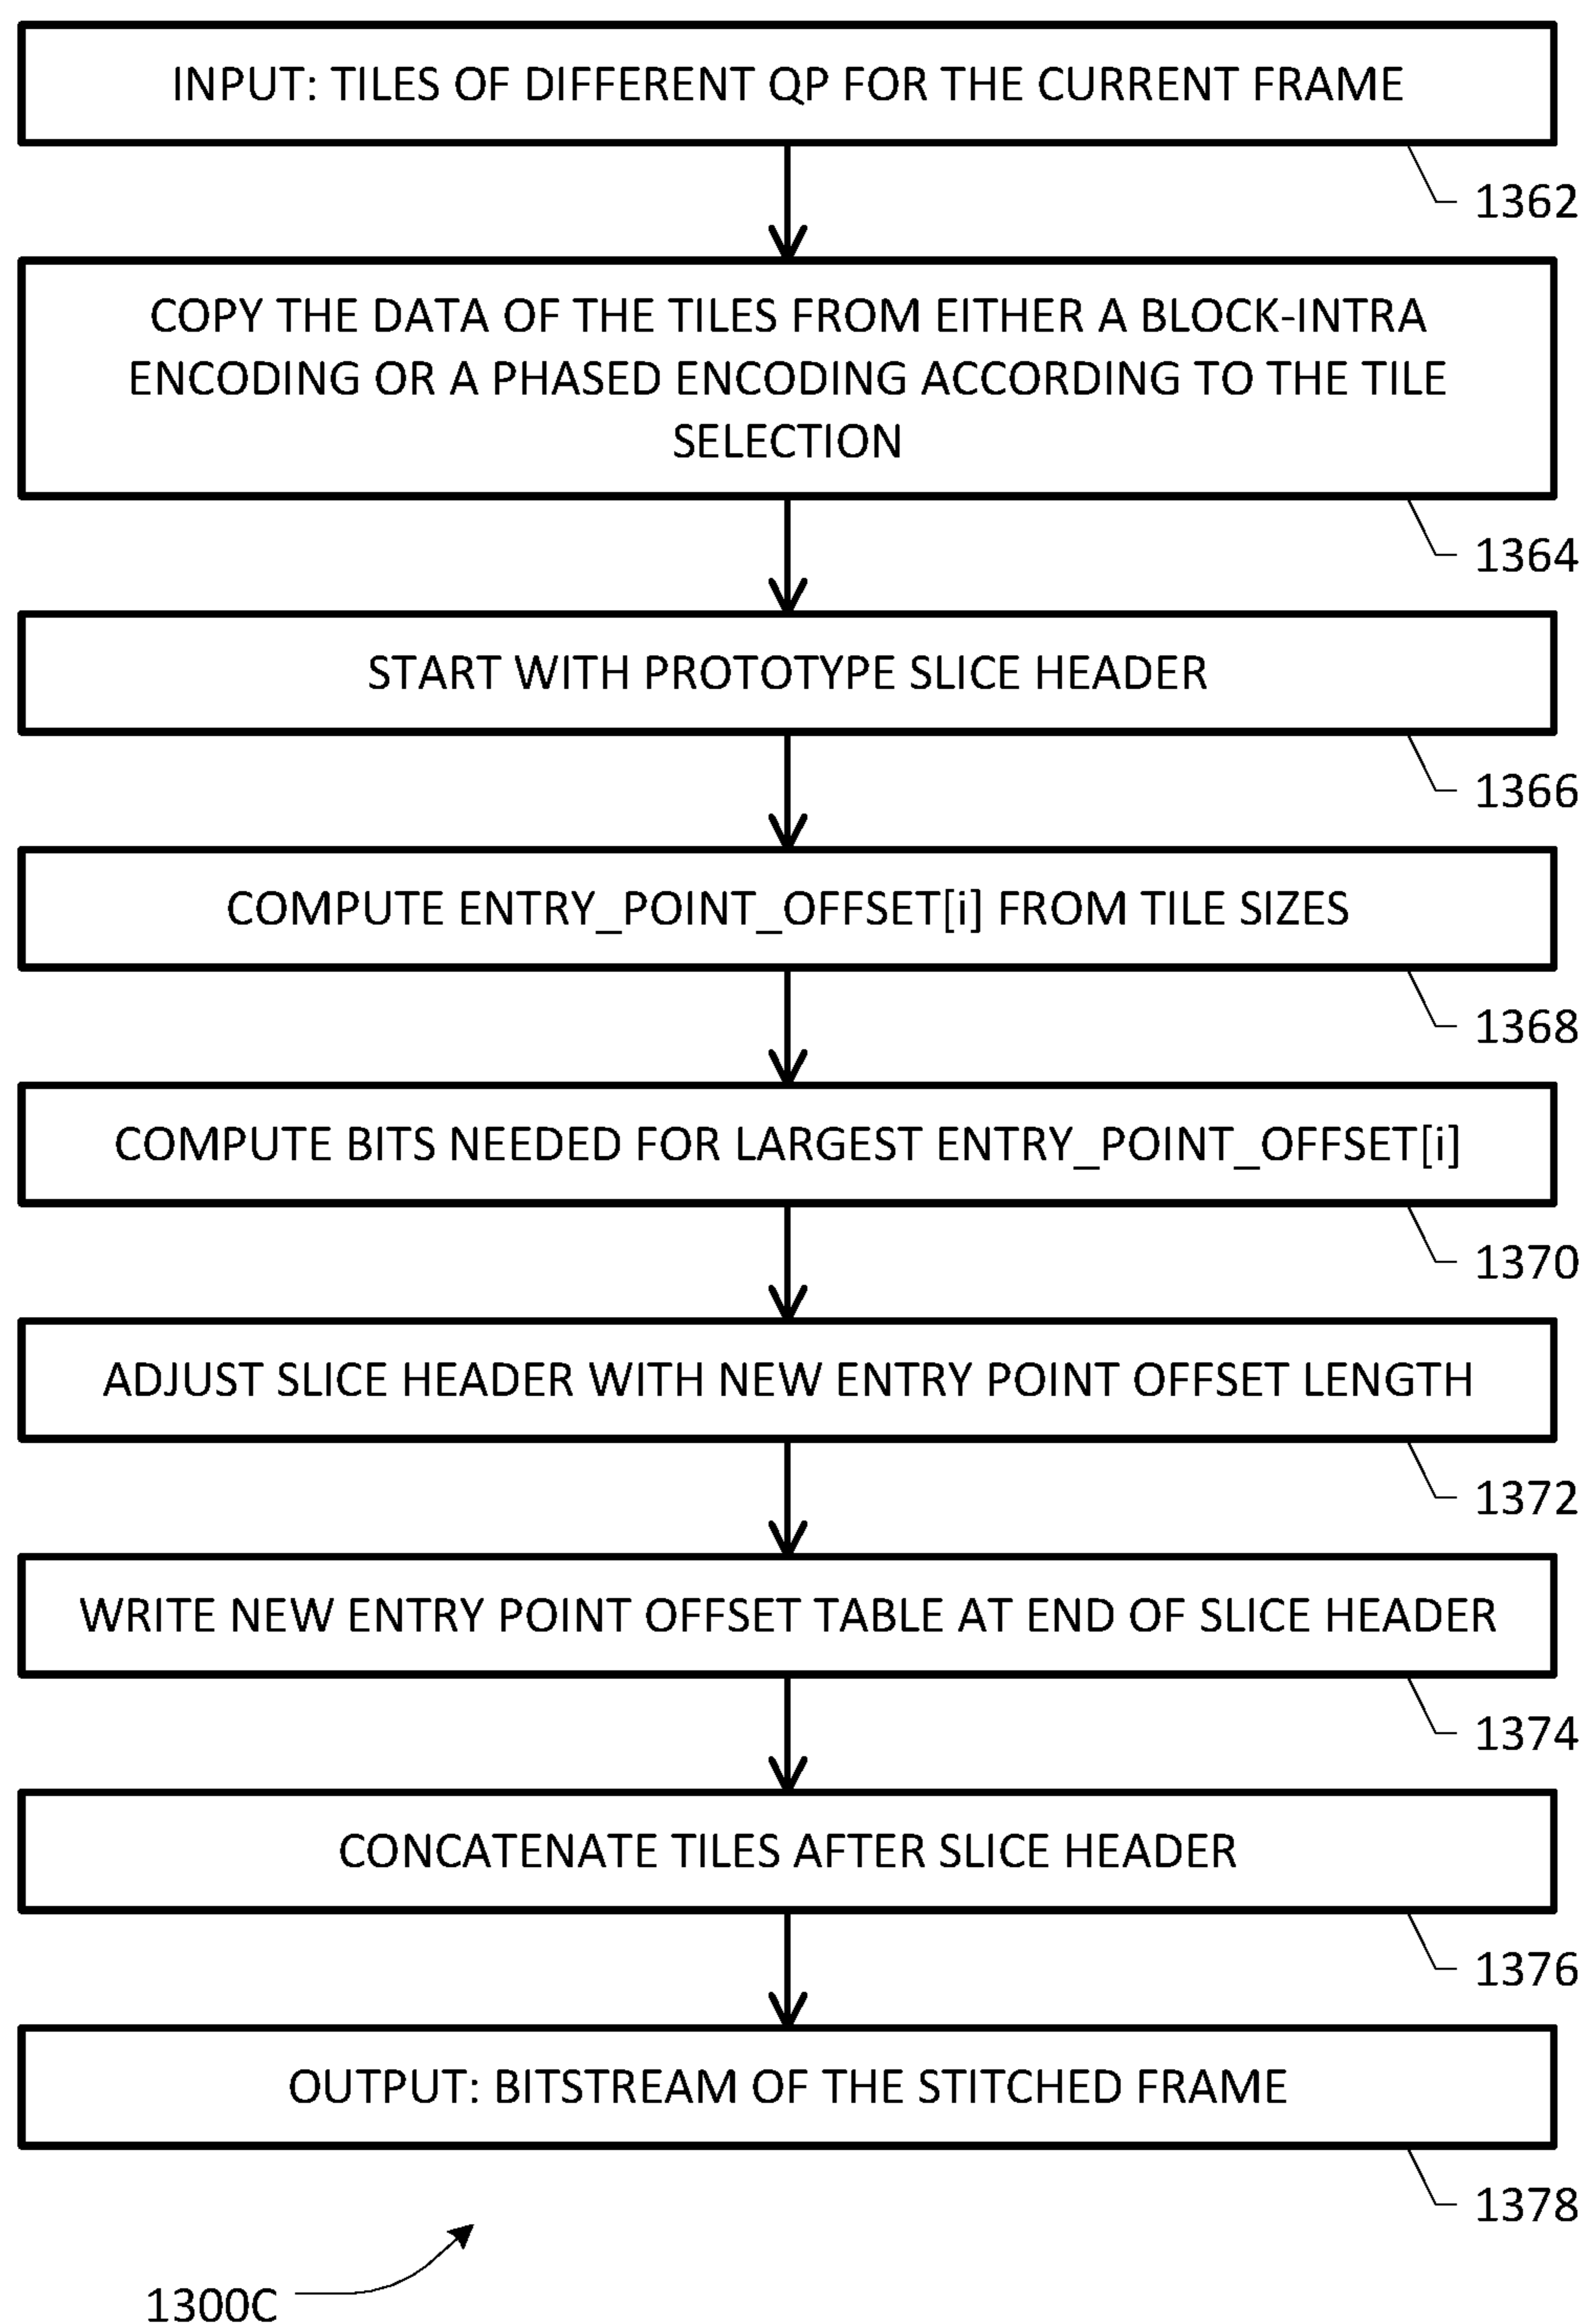 INPUT: TILES OF DIFFERENT QP FOR THE CURRENT FRAME
1362
COPY THE DATA OF THE TILES FROM EITHER A BLOCK-INTRA
ENCODING OR A PHASED ENCODING ACCORDING TO THE TILE
SELECTION
1364
START WITH PROTOTYPE SLICE HEADER
1366
COMPUTE ENTRY_POINT_OFFSET[i] FROM TILE SIZES
1368
COMPUTE BITS NEEDED FOR LARGEST ENTRY_POINT_OFFSET[i]
1370
ADJUST SLICE HEADER WITH NEW ENTRY POINT OFFSET LENGTH
1372
WRITE NEW ENTRY POINT OFFSET TABLE AT END OF SLICE HEADER
1374
CONCATENATE TILES AFTER SLICE HEADER
1376
OUTPUT: BITSTREAM OF THE STITCHED FRAME
1378
1300C